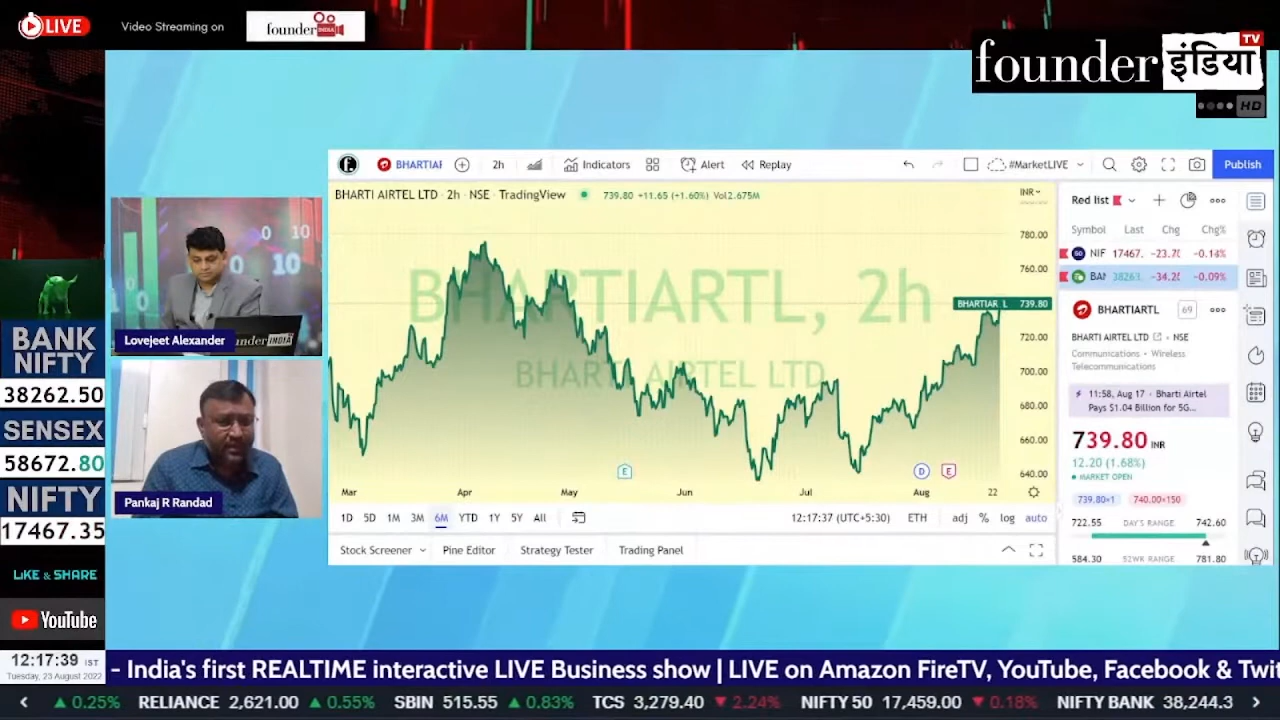 LIVE
Video Streaming on
founder INDIA
founder इंडिया
TV
HD
BHARTIAF
2h
Indicators
Alert
Replay
#MarketLIVE
Publish
BHARTI AIRTEL LTD · 2h · NSE · TradingView
739.80 +11.65 (+1.60%) Vol2.675M
INR
Red list
Symbol Last Chg Chg%
NIF 17467. -23.7( -0.14%
BAN 38263. -34.2( -0.09%
780.00
760.00
BHARTIAR L 739.80
720.00
700.00
680.00
660.00
640.00
BHARTIARTL, 2h
BHARTI AIRTEL LTD
BHARTIARTL
69
BHARTI AIRTEL LTD · NSE
Communications · Wireless
Telecommunications
11:58, Aug 17 · Bharti Airtel
Pays $1.04 Billion for 5G...
739.80 INR
12.20 (1.68%)
MARKET OPEN
739.80×1 740.00×150
722.55 DAY'S RANGE 742.60
584.30 52WK RANGE 781.80
E
D
E
Mar Apr May Jun Jul Aug 22
1D 5D 1M 3M 6M YTD 1Y 5Y All
12:17:37 (UTC+5:30) ETH adj % log auto
Stock Screener Pine Editor Strategy Tester Trading Panel
0 10
0 10
0
Lovejeet Alexander
under INDIA
Pankaj R Randad
BANK
NIFTY
38262.50
SENSEX
58672.80
NIFTY
17467.35
LIKE & SHARE
YouTube
12:17:39 IST
Tuesday, 23 August 2022
- India's first REALTIME interactive LIVE Business show | LIVE on Amazon FireTV, YouTube, Facebook & Twit
0.25% RELIANCE 2,621.00 0.55% SBIN 515.55 0.83% TCS 3,279.40 2.24% NIFTY 50 17,459.00 0.18% NIFTY BANK 38,244.3